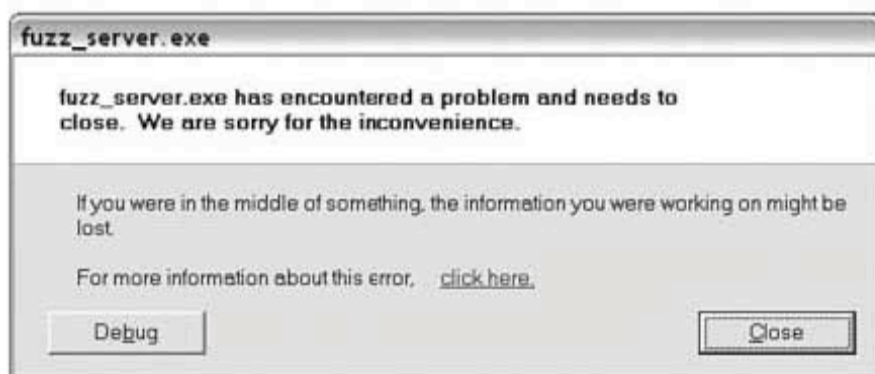 fuzz_server.exe
fuzz_server.exe has encountered a problem and needs to
close. We are sorry for the inconvenience.
If you were in the middle of something, the information you were working on might be
lost.
For more information about this error, click here.
Debug
Close